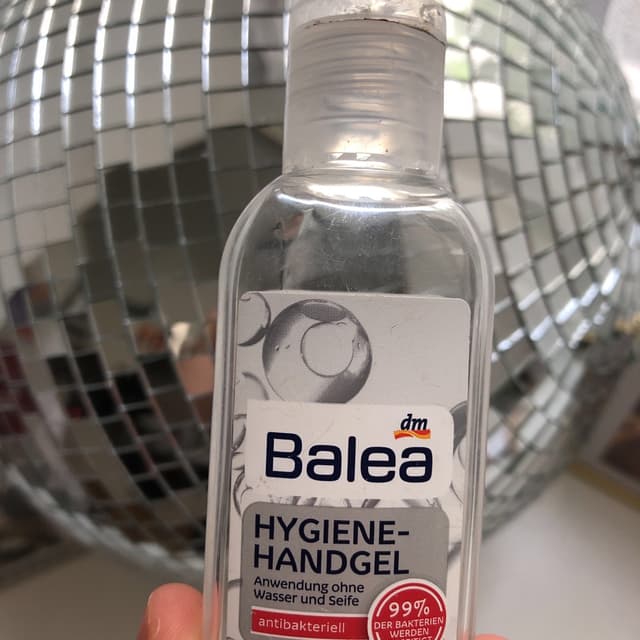 dm
Balea
HYGIENE-
HANDGEL
Anwendung ohne
Wasser und Seife
antibakteriell
99%
DER BAKTERIEN
WERDEN